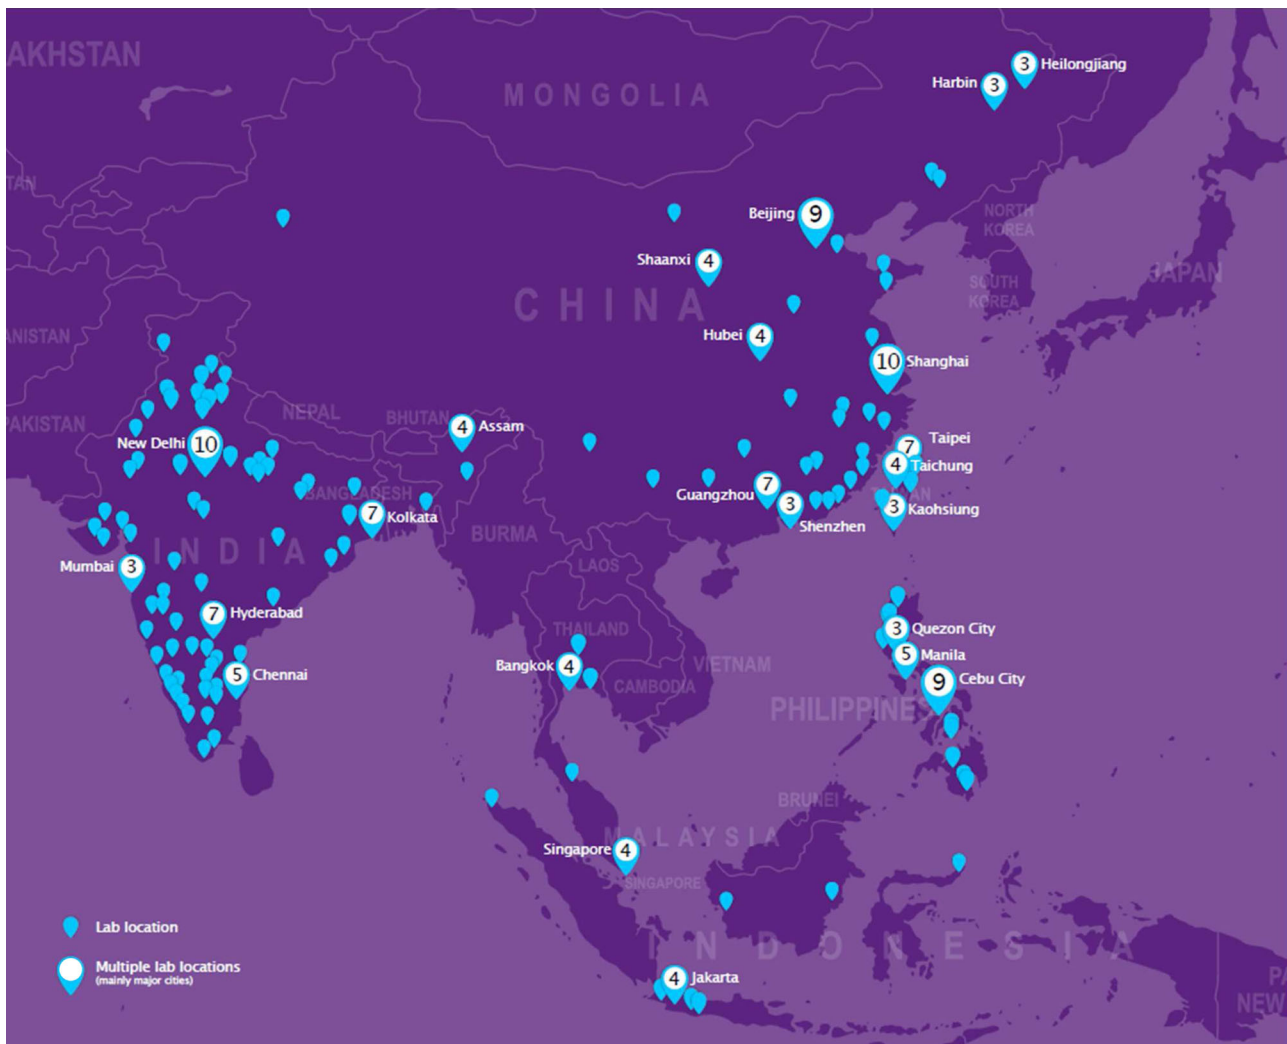 AKHSTAN
MONGOLIA
3
Heilongjiang
Harbin
3
TAN
Beijing
9
NORTH
KOREA
Shaanxi
4
SOUTH
KOREA
JAPAN
CHINA
ANISTAN
Hubei
4
10
Shanghai
PAKISTAN
NEPAL
BHUTAN
4
Assam
New Delhi
10
7
Taipei
4
Taichung
Guangzhou
7
BANGLADESH
3
Shenzhen
3
Kaohsiung
7
Kolkata
BURMA
INDIA
LAOS
Mumbai
3
7
Hyderabad
THAILAND
3
Quezon City
Bangkok
4
VIETNAM
5
Manila
5
Chennai
CAMBODIA
9
Cebu City
PHILIPPINES
BRUNEI
MALAYSIA
Singapore
4
SINGAPORE
Lab location
INDONESIA
Multiple lab locations
(mainly major cities)
4
Jakarta
PA
NEW